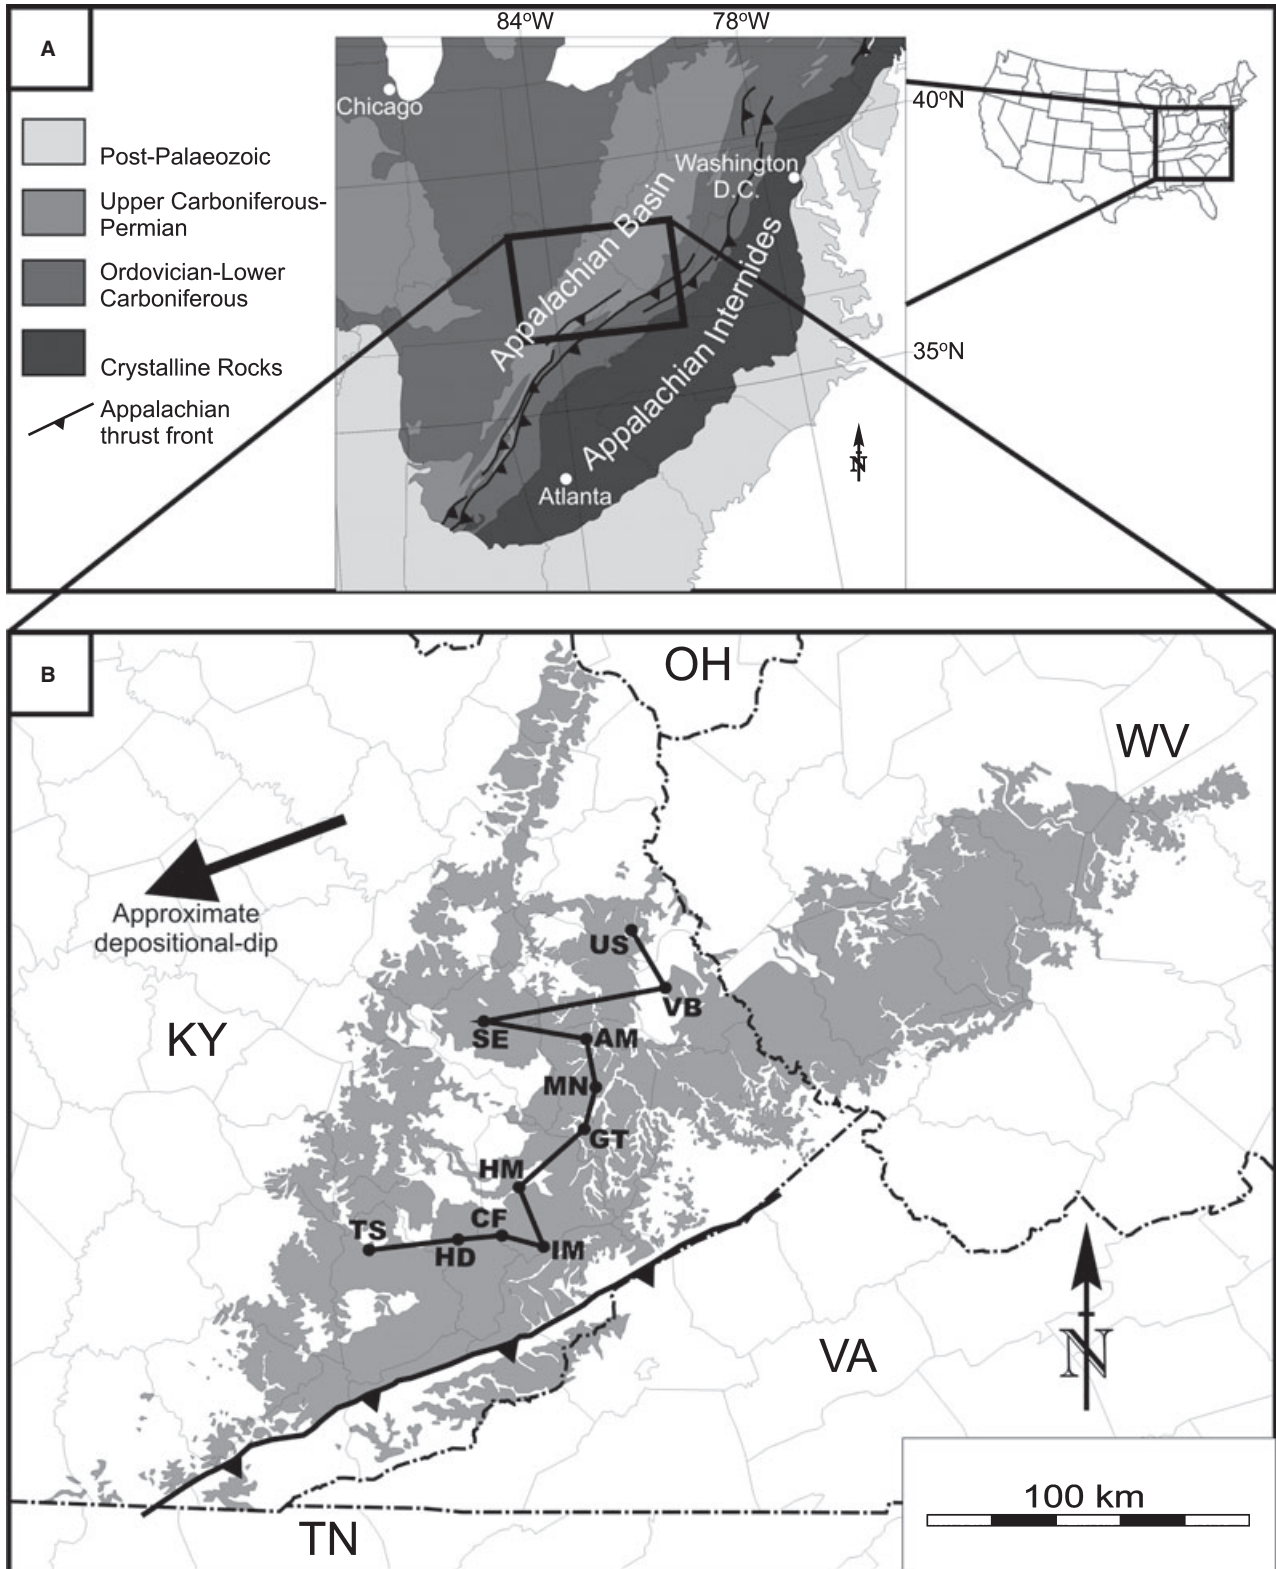 A
84°W
78°W
Chicago
40°N
Post-Palaeozoic
Upper Carboniferous-
Permian
Ordovician-Lower
Carboniferous
Crystalline Rocks
Appalachian
thrust front
Washington
D.C.
Appalachian Basin
Appalachian Internides
35°N
Atlanta
N
B
OH
WV
Approximate
depositional-dip
KY
US
VB
SE
AM
MN
GT
HM
CF
TS
HD
IM
VA
N
TN
100 km